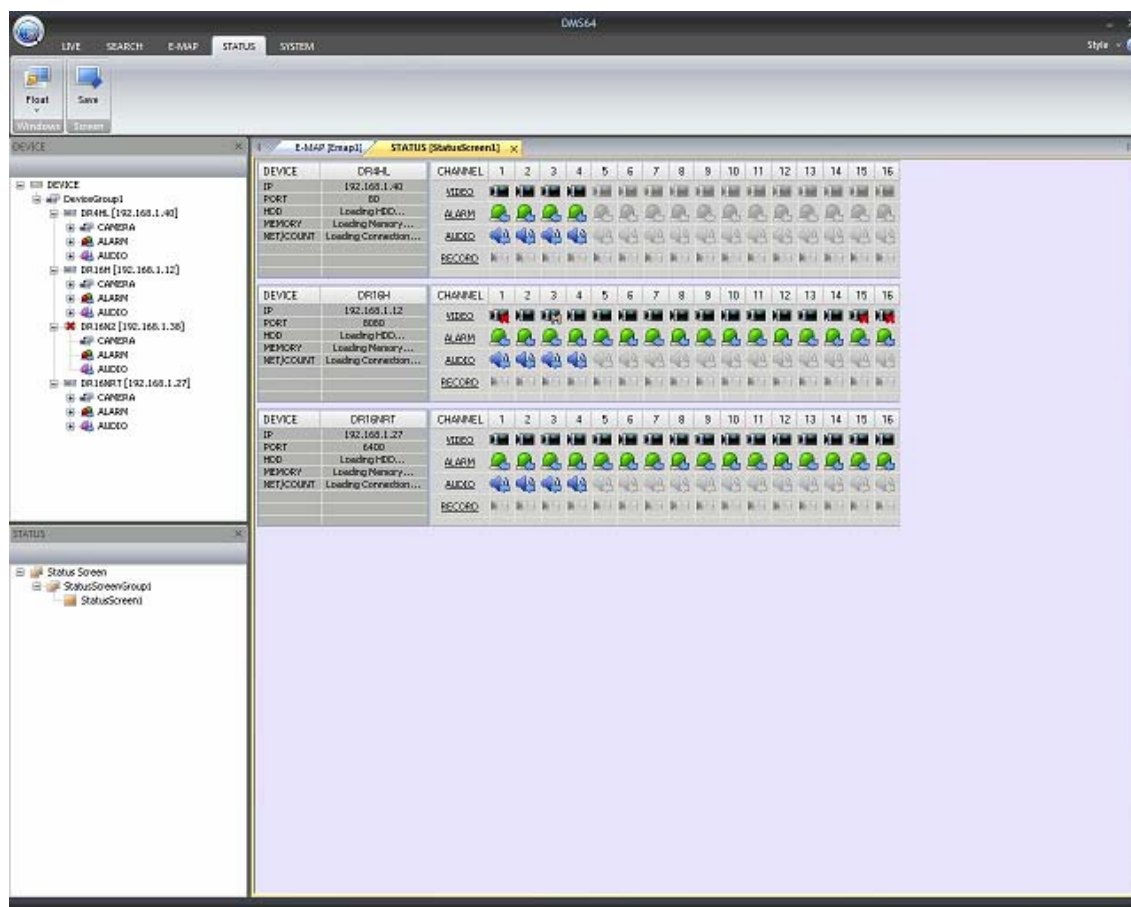 DMS64
LIVE SEARCH E-MAP STATUS SYSTEM Style
Float Save
Windows Screen
DEVICE
DEVICE
DeviceGroup1
DR4HL [192.168.1.40]
CAMERA
ALARM
AUDIO
DR16H [192.168.1.12]
CAMERA
ALARM
AUDIO
DR16N2 [192.168.1.38]
CAMERA
ALARM
AUDIO
DR16NRT [192.168.1.27]
CAMERA
ALARM
AUDIO
STATUS
Status Screen
StatusScreenGroup1
StatusScreen1
E-MAP [Emap1] STATUS [StatusScreen1]
DEVICE DR4HL CHANNEL 1 2 3 4 5 6 7 8 9 10 11 12 13 14 15 16
IP 192.168.1.40 VIDEO
PORT 80
HDD Loading HDD... ALARM
MEMORY Loading Memory...
NET/COUNT Loading Connection... AUDIO
RECORD
DEVICE DR16H CHANNEL 1 2 3 4 5 6 7 8 9 10 11 12 13 14 15 16
IP 192.168.1.12 VIDEO
PORT 8080
HDD Loading HDD... ALARM
MEMORY Loading Memory...
NET/COUNT Loading Connection... AUDIO
RECORD
DEVICE DR16NRT CHANNEL 1 2 3 4 5 6 7 8 9 10 11 12 13 14 15 16
IP 192.168.1.27 VIDEO
PORT 6400
HDD Loading HDD... ALARM
MEMORY Loading Memory...
NET/COUNT Loading Connection... AUDIO
RECORD